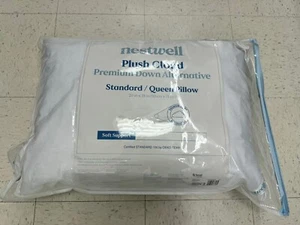 nestwell
Plush Cloud
Premium Down Alternative
Standard / Queen Pillow
Soft Support